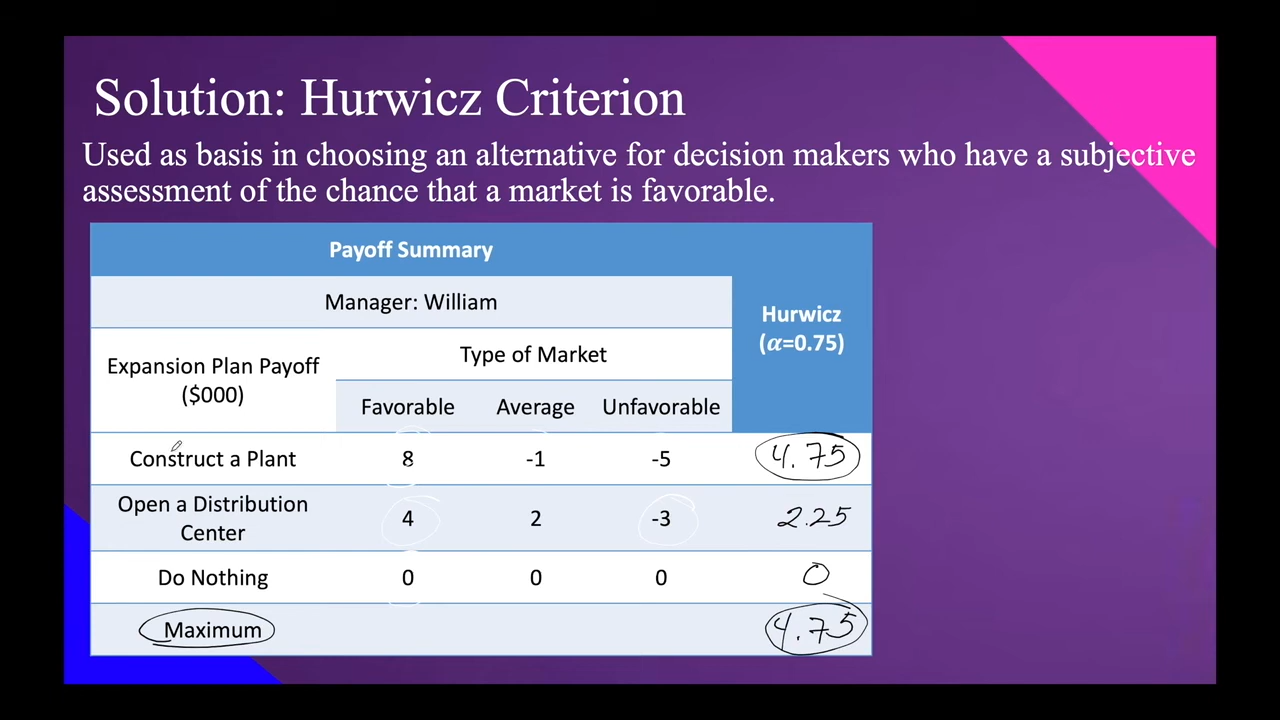 Solution: Hurwicz Criterion
Used as basis in choosing an alternative for decision makers who have a subjective
assessment of the chance that a market is favorable.
Payoff Summary
Manager: William
Hurwicz
(α=0.75)
Expansion Plan Payoff
($000)
Type of Market
Favorable Average Unfavorable
Construct a Plant 8 -1 -5 4.75
Open a Distribution
Center 4 2 -3 2.25
Do Nothing 0 0 0 0
Maximum 4.75